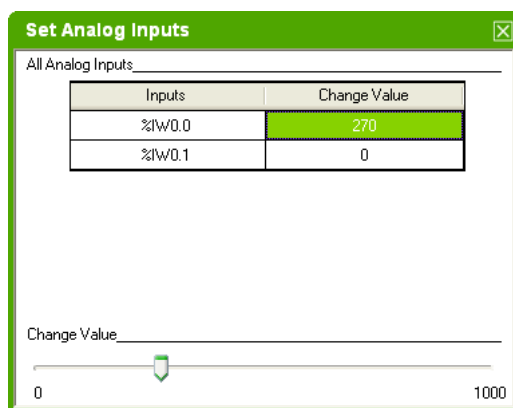 Set Analog Inputs
All Analog Inputs
Inputs Change Value
%IW0.0 270
%IW0.1 0
Change Value
0 1000